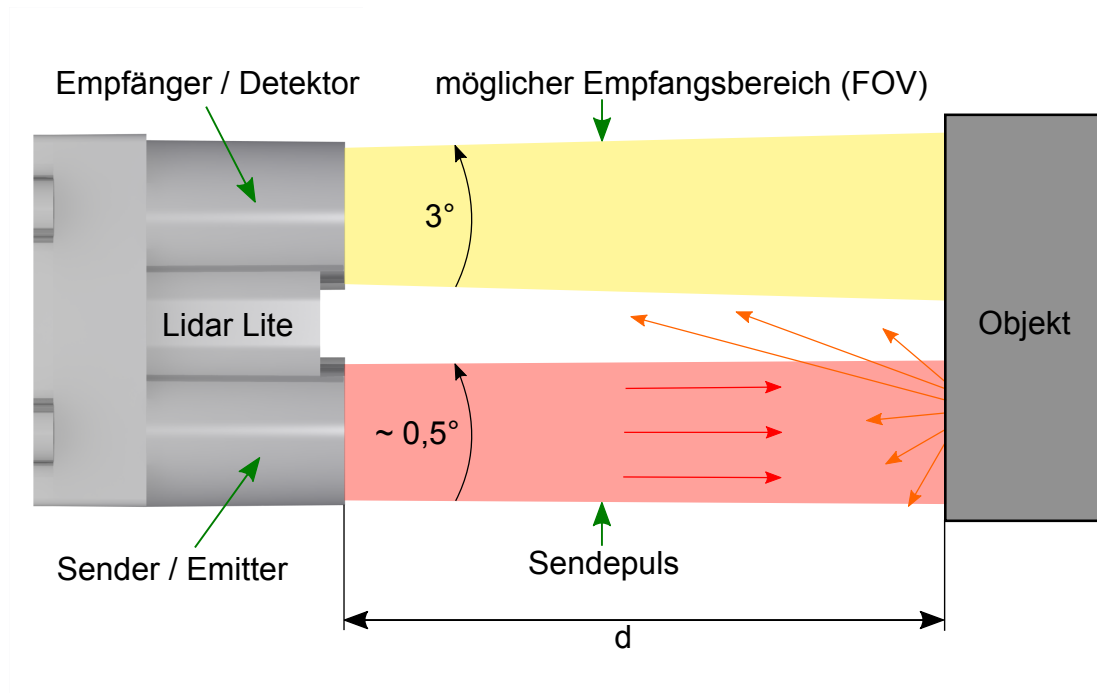 Empfänger / Detektor
möglicher Empfangsbereich (FOV)
3°
Lidar Lite
Objekt
~ 0,5°
Sender / Emitter
Sendepuls
d